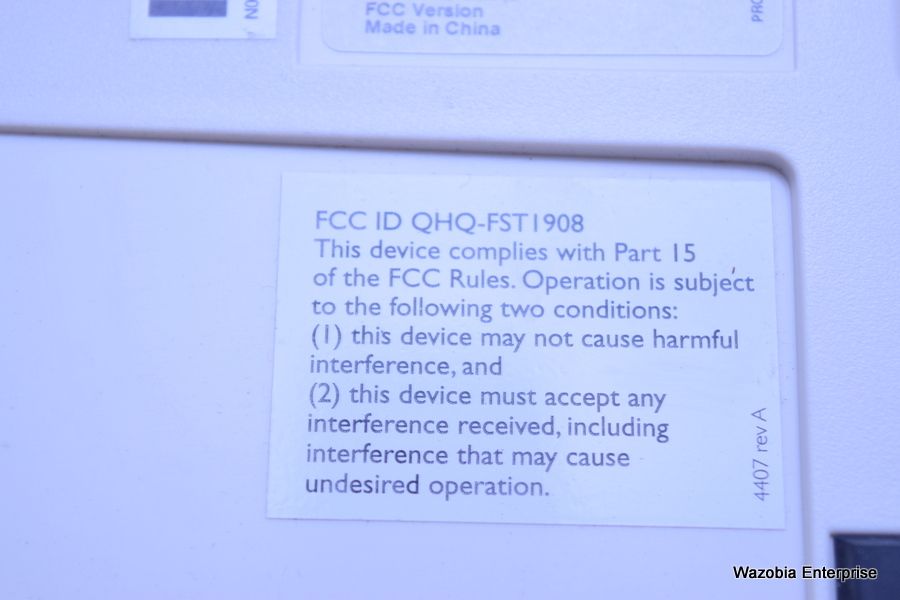 FCC Version
Made in China
FCC ID QHQ-FST1908
This device complies with Part 15
of the FCC Rules. Operation is subject
to the following two conditions:
(1) this device may not cause harmful
interference, and
(2) this device must accept any
interference received, including
interference that may cause
undesired operation.
4407 rev A
Wazobia Enterprise